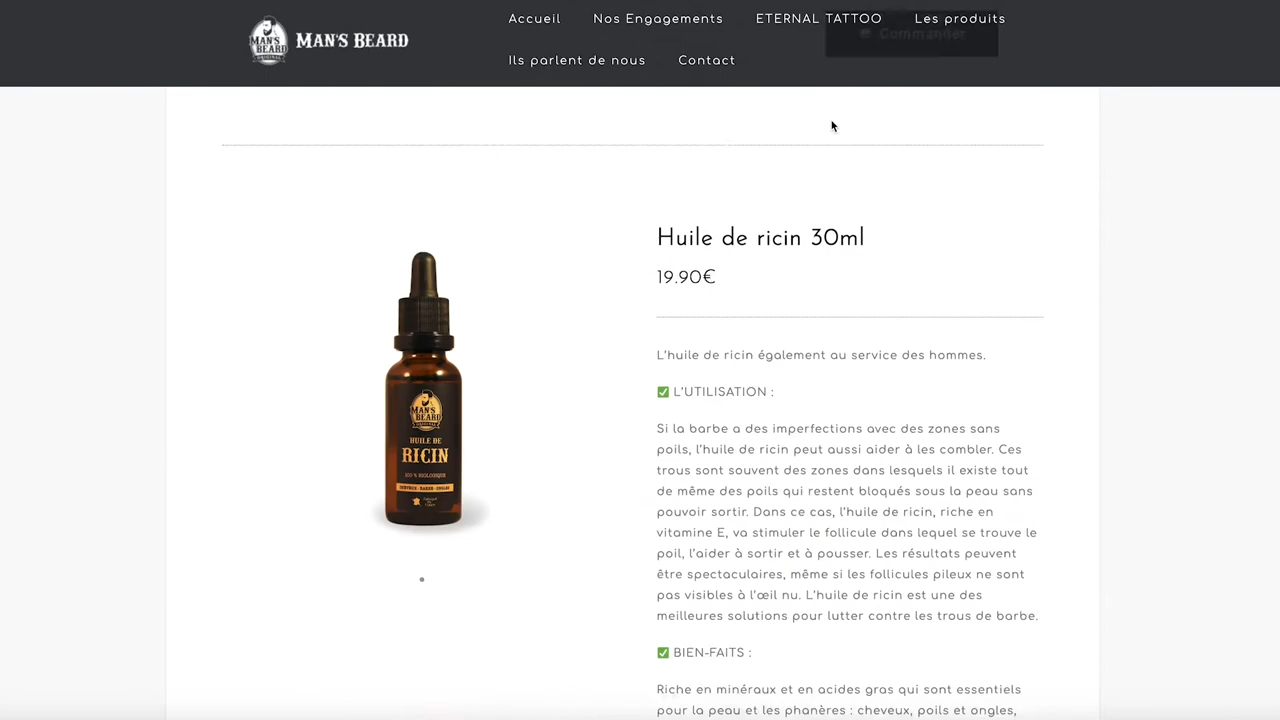 Accueil Nos Engagements ETERNAL TATTOO Les produits
Commander
MAN'S BEARD
MAN'S BEARD
Ils parlent de nous Contact
Huile de ricin 30ml
19.90€
L'huile de ricin également au service des hommes.
✅ L'UTILISATION :
Si la barbe a des imperfections avec des zones sans
poils, l'huile de ricin peut aussi aider à les combler. Ces
trous sont souvent des zones dans lesquels il existe tout
de même des poils qui restent bloqués sous la peau sans
pouvoir sortir. Dans ce cas, l'huile de ricin, riche en
vitamine E, va stimuler le follicule dans lequel se trouve le
poil, l'aider à sortir et à pousser. Les résultats peuvent
être spectaculaires, même si les follicules pileux ne sont
pas visibles à l'œil nu. L'huile de ricin est une des
meilleures solutions pour lutter contre les trous de barbe.
✅ BIEN-FAITS :
Riche en minéraux et en acides gras qui sont essentiels
pour la peau et les phanères : cheveux, poils et ongles,
MAN'S
BEARD
HUILE DE
RICIN
100 % BIOLOGIQUE
CHEVEUX - BARBE - ONGLES